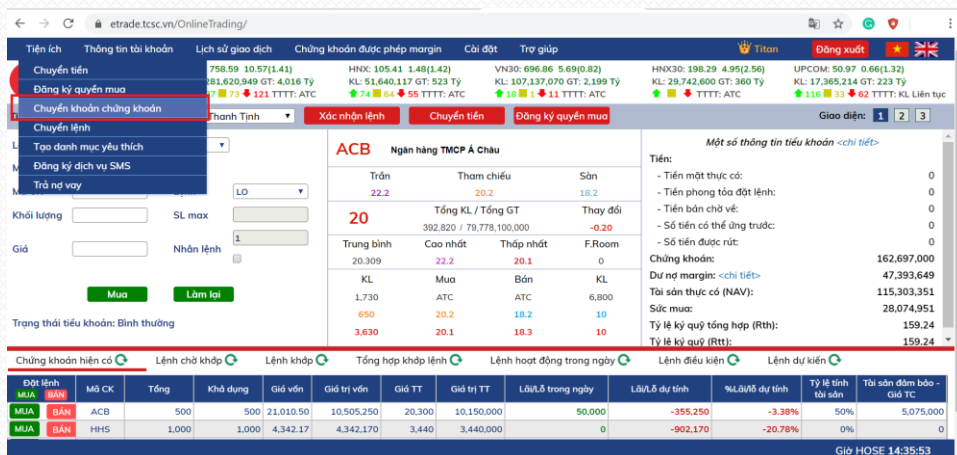 etrade.tcsc.vn/OnlineTrading/
Tiện ích Thông tin tài khoản Lịch sử giao dịch Chứng khoán được phép margin Cài đặt Trợ giúp Titan Đăng xuất
Chuyển tiền
Đăng ký quyền mua
Chuyển khoản chứng khoán
Chuyển lệnh
Tạo danh mục yêu thích
Đăng ký dịch vụ SMS
Trả nợ vay
758.59 10.57(1.41) HNX: 105.41 1.48(1.42) VN30: 696.86 5.69(0.82) HNX30: 198.29 4.95(2.56) UPCOM: 50.97 0.66(1.32)
281,620,949 GT: 4,016 Tỷ KL: 51,640,117 GT: 523 Tỷ KL: 107,137,070 GT: 2,199 Tỷ KL: 29,742,600 GT: 360 Tỷ KL: 17,365,214 GT: 223 Tỷ
73 121 TTTT: ATC 74 64 55 TTTT: ATC 18 1 11 TTTT: ATC TTTT: ATC 116 33 62 TTTT: KL Liên tục
Thanh Tịnh Xác nhận lệnh Chuyển tiền Đăng ký quyền mua Giao diện: 1 2 3
LO
Khối lượng SL max
1
Giá Nhân lệnh
Mua Làm lại
Trạng thái tiểu khoản: Bình thường
ACB Ngân hàng TMCP Á Châu
Trần Tham chiếu Sàn
22.2 20.2 18.2
20 Tổng KL / Tổng GT Thay đổi
392,820 / 79,778,100,000 -0.20
Trung bình Cao nhất Thấp nhất F.Room
20.309 22.2 20.1 0
KL Mua Bán KL
1,730 ATC ATC 6,800
650 20.2 18.2 10
3,630 20.1 18.3 10
Một số thông tin tiểu khoản <chi tiết>
Tiền:
- Tiền mặt thực có: 0
- Tiền phong tỏa đặt lệnh: 0
- Tiền bán chờ về: 0
- Số tiền có thể ứng trước: 0
- Số tiền được rút: 0
Chứng khoán: 162,697,000
Dư nợ margin: <chi tiết> 47,393,649
Tài sản thực có (NAV): 115,303,351
Sức mua: 28,074,951
Tỷ lệ ký quỹ tổng hợp (Rth): 159.24
Tỷ lệ ký quỹ (Rtt): 159.24
Chứng khoán hiện có Lệnh chờ khớp Lệnh khớp Tổng hợp khớp lệnh Lệnh hoạt động trong ngày Lệnh điều kiện Lệnh dự kiến
Đặt lệnh MUA BÁN Mã CK Tổng Khả dụng Giá vốn Giá trị vốn Giá TT Giá trị TT Lãi/Lỗ trong ngày Lãi/Lỗ dự tính %Lãi/lỗ dự tính Tỷ lệ tính tài sản Tài sản đảm bảo - Giá TC
MUA BÁN ACB 500 500 21,010.50 10,505,250 20,300 10,150,000 50,000 -355,250 -3.38% 50% 5,075,000
MUA BÁN HHS 1,000 1,000 4,342.17 4,342,170 3,440 3,440,000 0 -902,170 -20.78% 0% 0
Giờ HOSE 14:35:53